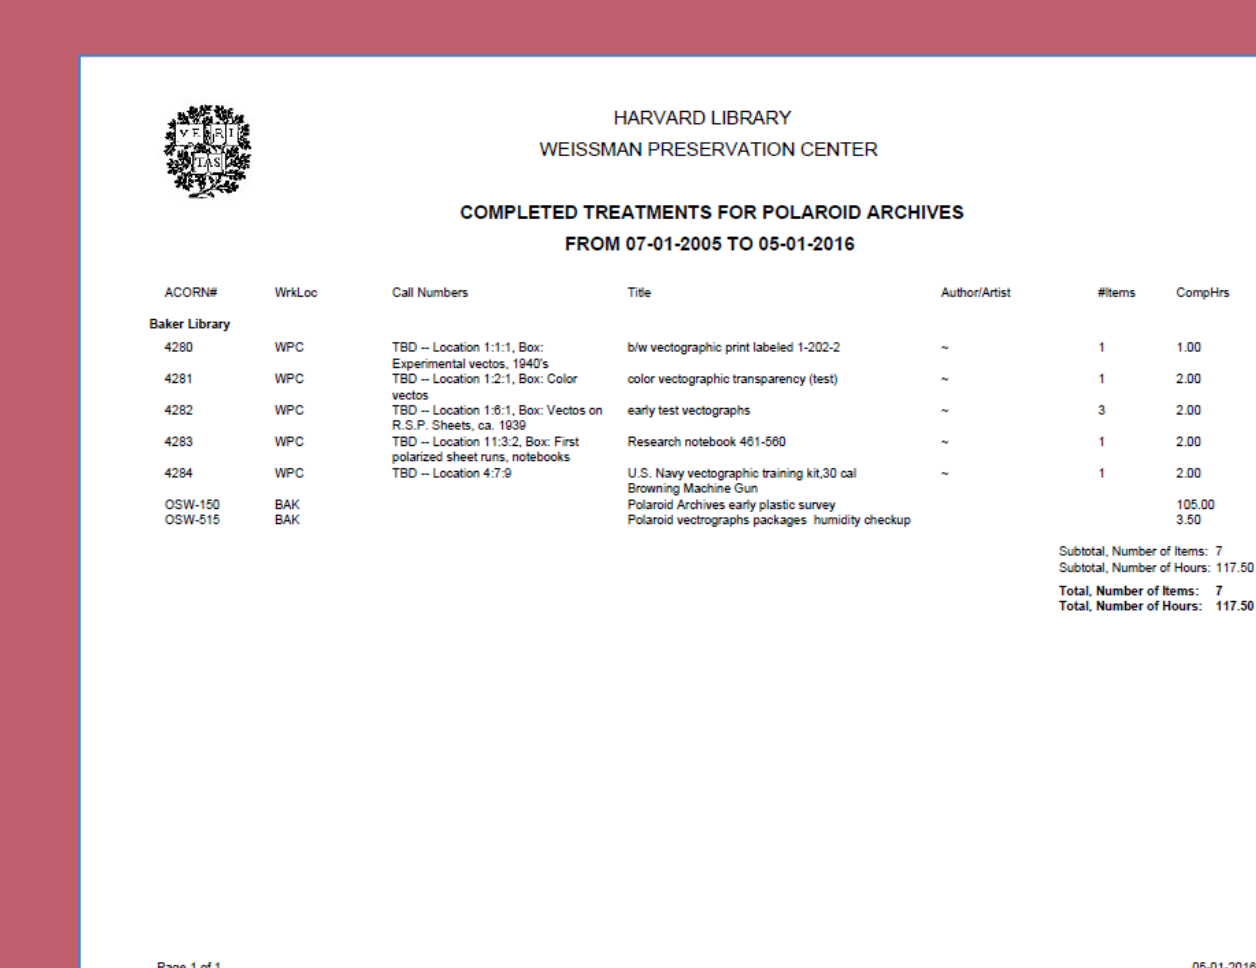 VE RI
TAS
HARVARD LIBRARY
WEISSMAN PRESERVATION CENTER
COMPLETED TREATMENTS FOR POLAROID ARCHIVES
FROM 07-01-2005 TO 05-01-2016
ACORN# WrkLoc Call Numbers Title Author/Artist #Items CompHrs
Baker Library
4280 WPC TBD -- Location 1:1:1, Box: b/w vectographic print labeled 1-202-2 ~ 1 1.00
Experimental vectos, 1940's
4281 WPC TBD -- Location 1:2:1, Box: Color color vectographic transparency (test) ~ 1 2.00
vectos
4282 WPC TBD -- Location 1:6:1, Box: Vectos on early test vectographs ~ 3 2.00
R.S.P. Sheets, ca. 1939
4283 WPC TBD -- Location 11:3:2, Box: First Research notebook 461-560 ~ 1 2.00
polarized sheet runs, notebooks
4284 WPC TBD -- Location 4:7:9 U.S. Navy vectographic training kit,30 cal ~ 1 2.00
Browning Machine Gun
OSW-150 BAK Polaroid Archives early plastic survey 105.00
OSW-515 BAK Polaroid vectrographs packages humidity checkup 3.50
Subtotal, Number of Items: 7
Subtotal, Number of Hours: 117.50
Total, Number of Items: 7
Total, Number of Hours: 117.50
Page 1 of 1 05-01-2016